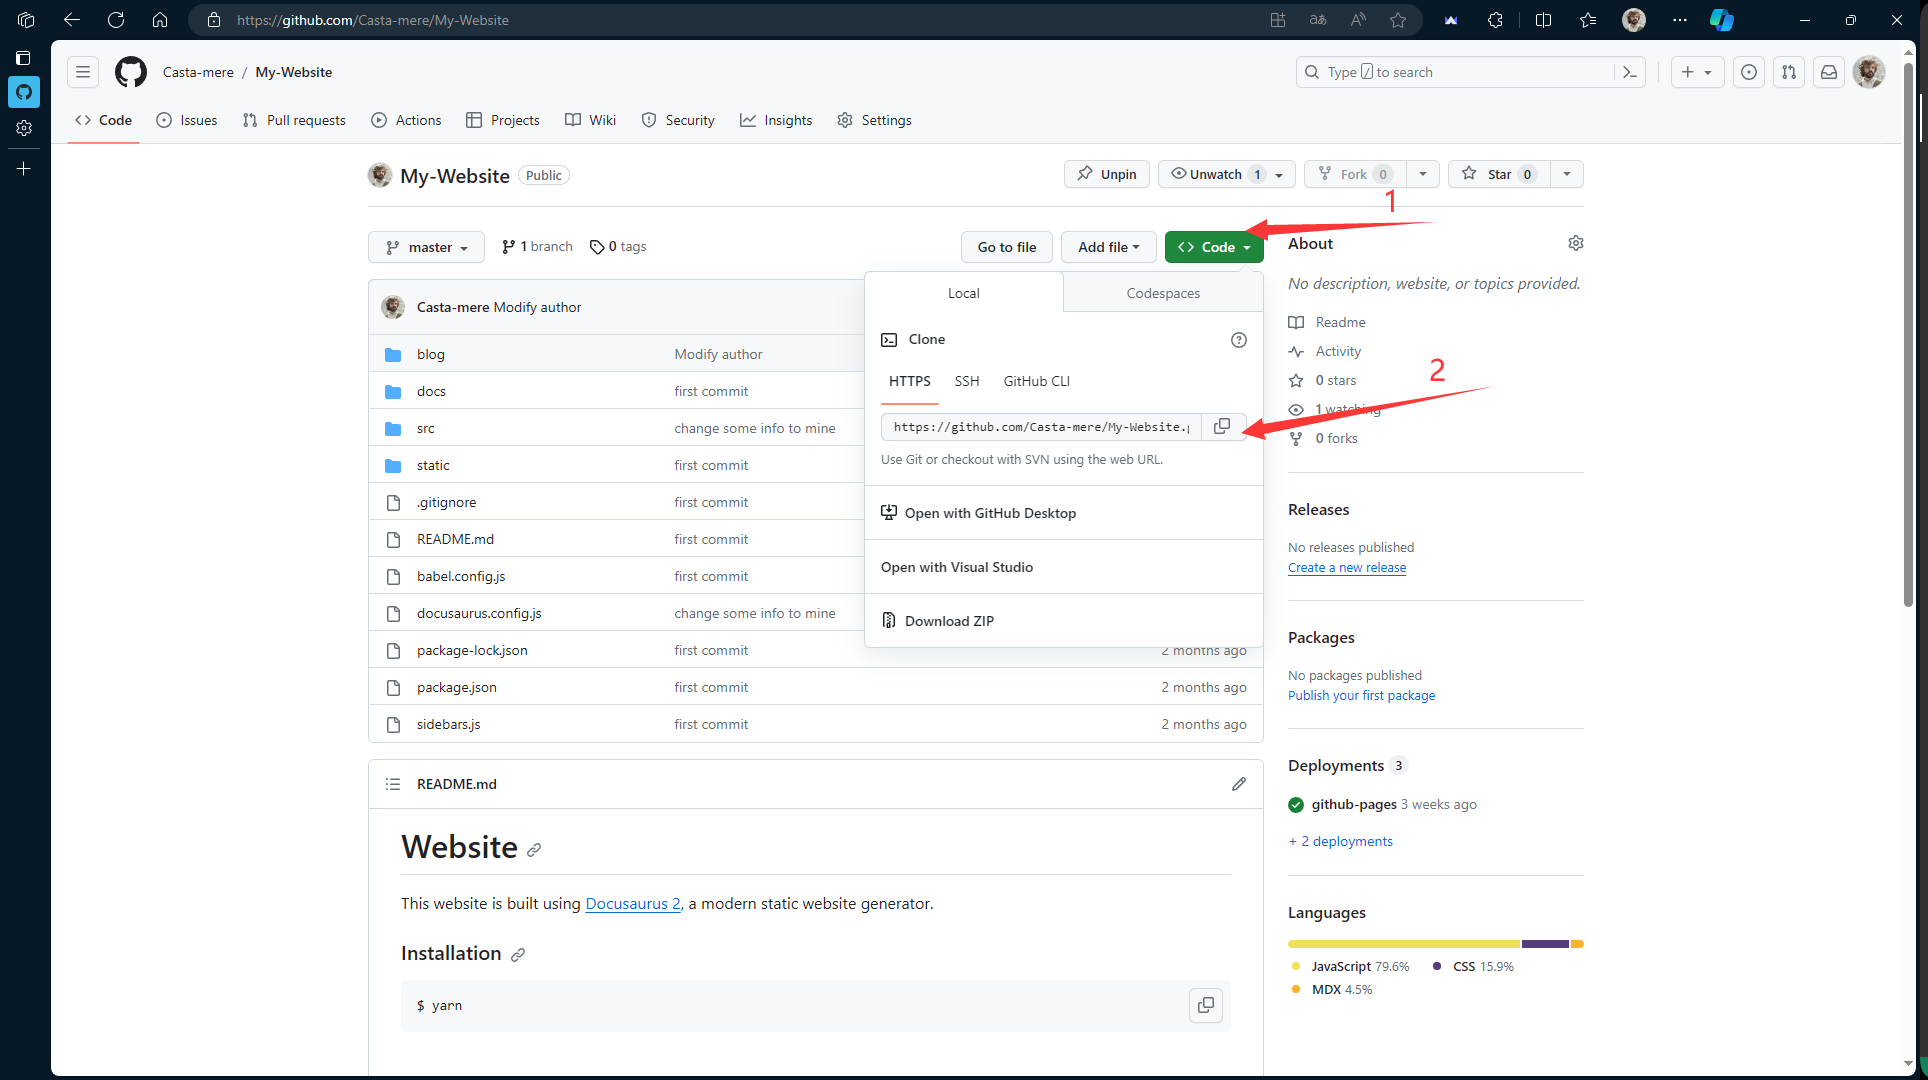 https://github.com/Casta-mere/My-Website
Casta-mere / My-Website
Type / to search
Code Issues Pull requests Actions Projects Wiki Security Insights Settings
My-Website Public
Unpin Unwatch 1 Fork 0 Star 0
1
master 1 branch 0 tags
Go to file Add file Code
Local Codespaces
Clone
HTTPS SSH GitHub CLI
https://github.com/Casta-mere/My-Website.
Use Git or checkout with SVN using the web URL.
Open with GitHub Desktop
Open with Visual Studio
Download ZIP
2
Casta-mere Modify author
blog Modify author
docs first commit
src change some info to mine
static first commit
.gitignore first commit
README.md first commit
babel.config.js first commit
docusaurus.config.js change some info to mine
package-lock.json first commit 2 months ago
package.json first commit 2 months ago
sidebars.js first commit 2 months ago
README.md
Website
This website is built using Docusaurus 2, a modern static website generator.
Installation
$ yarn
About
No description, website, or topics provided.
Readme
Activity
0 stars
1 watching
0 forks
Releases
No releases published
Create a new release
Packages
No packages published
Publish your first package
Deployments 3
github-pages 3 weeks ago
+ 2 deployments
Languages
JavaScript 79.6% CSS 15.9%
MDX 4.5%